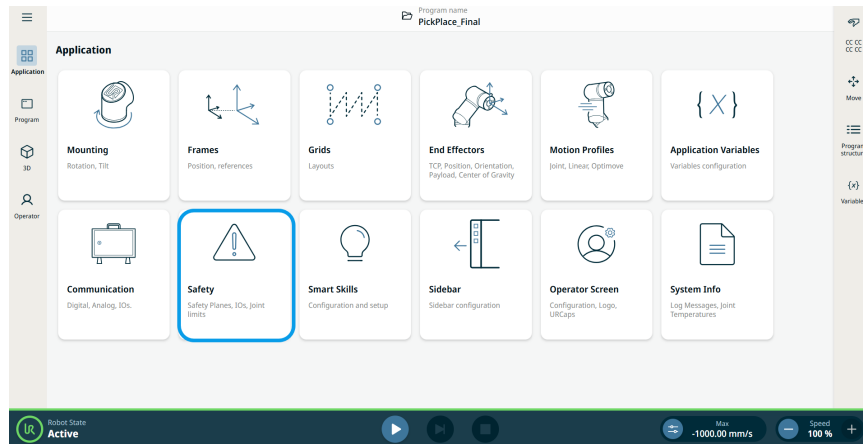 Program name
PickPlace_Final
CC CC
CC CC
Application
Application
Program
3D
Operator
Mounting
Rotation, Tilt
Frames
Position, references
Grids
Layouts
End Effectors
TCP, Position, Orientation,
Payload, Center of Gravity
Motion Profiles
Joint, Linear, Optimove
Application Variables
Variables configuration
Communication
Digital, Analog, IOs.
Safety
Safety Planes, IOs, Joint
limits
Smart Skills
Configuration and setup
Sidebar
Sidebar configuration
Operator Screen
Configuration, Logo,
URCaps
System Info
Log Messages, Joint
Temperatures
Move
Program
structur
{x}
Variable
Robot State
Active
Max
-1000.00 mm/s
Speed
100 %